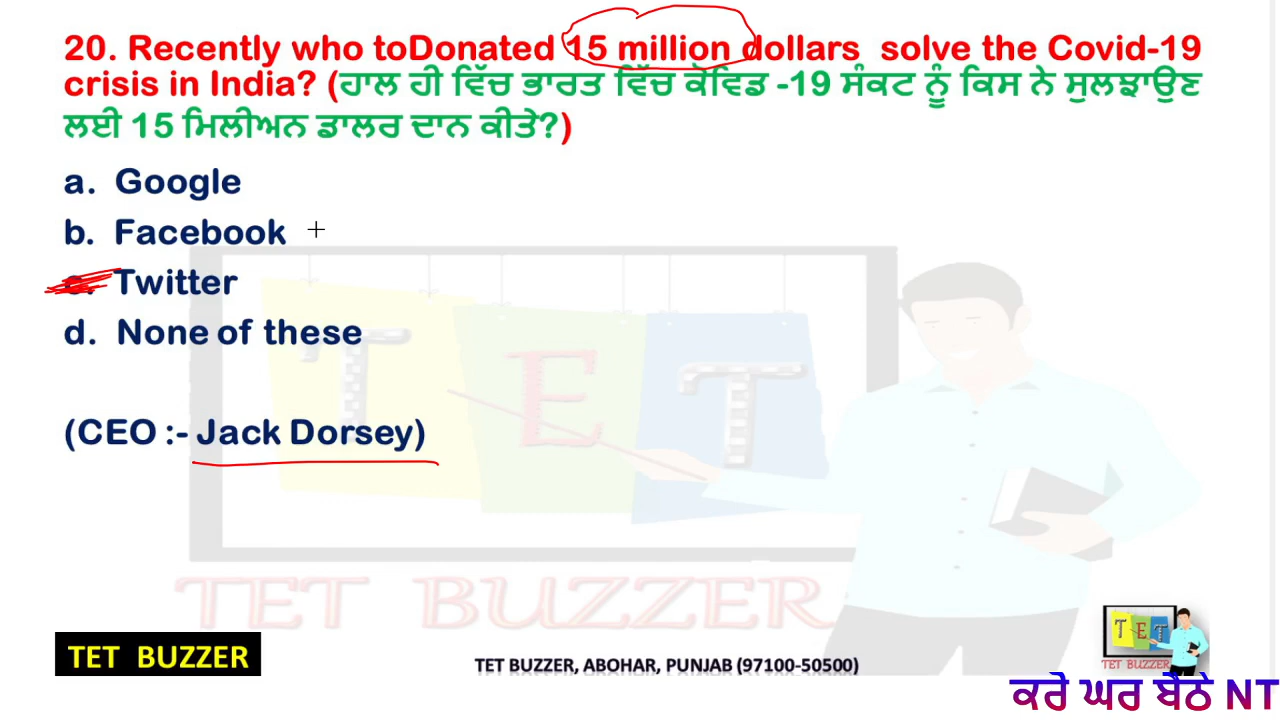 20. Recently who toDonated 15 million dollars solve the Covid-19
crisis in India? (ਹਾਲ ਹੀ ਵਿੱਚ ਭਾਰਤ ਵਿੱਚ ਕੋਵਿਡ -19 ਸੰਕਟ ਨੂੰ ਕਿਸ ਨੇ ਸੁਲਝਾਉਣ
ਲਈ 15 ਮਿਲੀਅਨ ਡਾਲਰ ਦਾਨ ਕੀਤੇ?)
a. Google
b. Facebook
c. Twitter
d. None of these
(CEO :- Jack Dorsey)
T E T
TET BUZZER
TET BUZZER
TET BUZZER, ABOHAR, PUNJAB (97100-50500)
T E T
TET BUZZER
ਕਰੋ ਘਰ ਬੈਠੇ NT